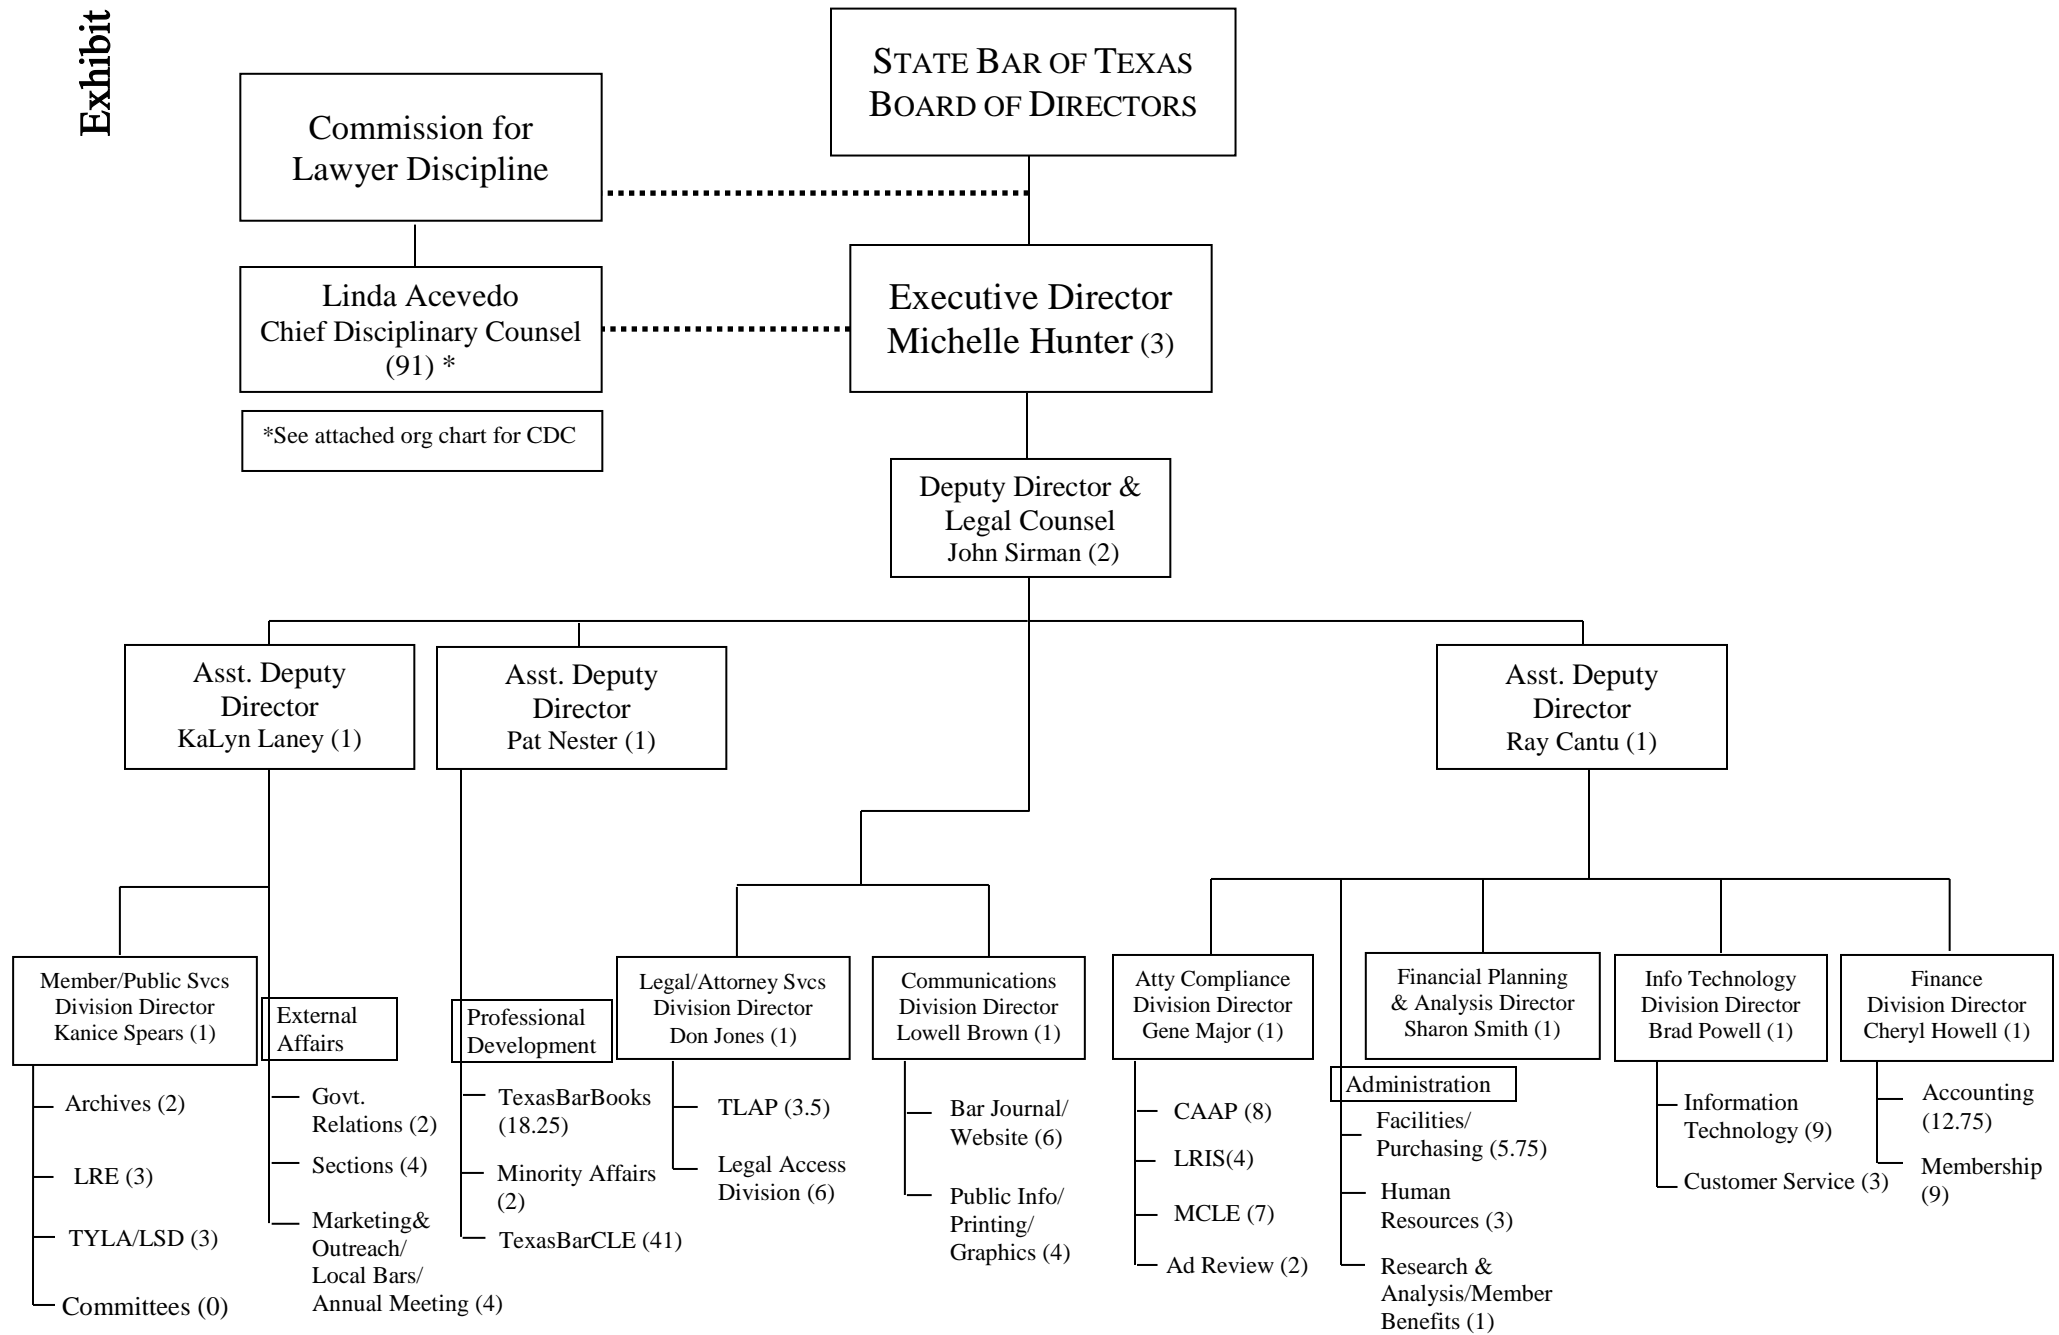 Exhibit
STATE BAR OF TEXAS
BOARD OF DIRECTORS
Commission for
Lawyer Discipline
Linda Acevedo
Chief Disciplinary Counsel
(91) *
Executive Director
Michelle Hunter (3)
*See attached org chart for CDC
Deputy Director &
Legal Counsel
John Sirman (2)
Asst. Deputy
Director
KaLyn Laney (1)
Asst. Deputy
Director
Pat Nester (1)
Asst. Deputy
Director
Ray Cantu (1)
Member/Public Svcs
Division Director
Kanice Spears (1)
Archives (2)
LRE (3)
TYLA/LSD (3)
Committees (0)
External
Affairs
Govt.
Relations (2)
Sections (4)
Marketing&
Outreach/
Local Bars/
Annual Meeting (4)
Professional
Development
TexasBarBooks
(18.25)
Minority Affairs
(2)
TexasBarCLE (41)
Legal/Attorney Svcs
Division Director
Don Jones (1)
TLAP (3.5)
Legal Access
Division (6)
Communications
Division Director
Lowell Brown (1)
Bar Journal/
Website (6)
Public Info/
Printing/
Graphics (4)
Atty Compliance
Division Director
Gene Major (1)
CAAP (8)
LRIS(4)
MCLE (7)
Ad Review (2)
Administration
Facilities/
Purchasing (5.75)
Human
Resources (3)
Research &
Analysis/Member
Benefits (1)
Financial Planning
& Analysis Director
Sharon Smith (1)
Info Technology
Division Director
Brad Powell (1)
Information
Technology (9)
Customer Service (3)
Finance
Division Director
Cheryl Howell (1)
Accounting
(12.75)
Membership
(9)